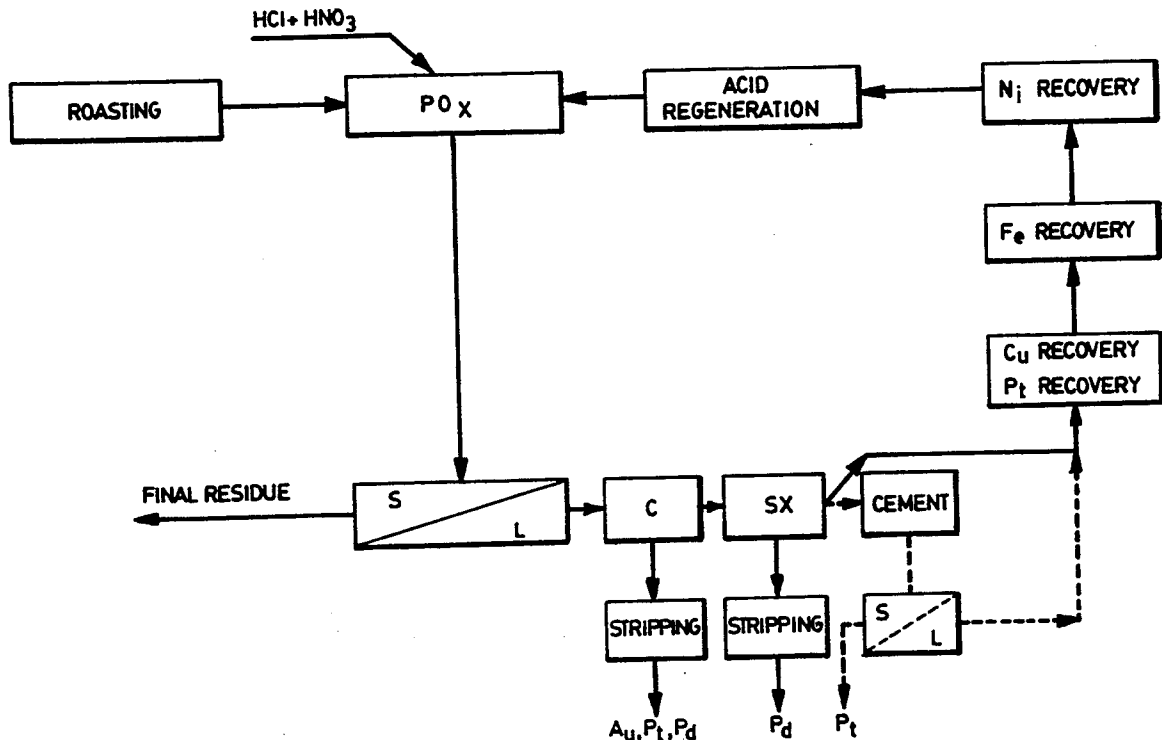 HCl + HNO3
ROASTING
POX
ACID
REGENERATION
Ni RECOVERY
Fe RECOVERY
Cu RECOVERY
Pt RECOVERY
FINAL RESIDUE
S
L
C
SX
CEMENT
STRIPPING
STRIPPING
S
L
Au, Pt, Pd
Pd
Pt